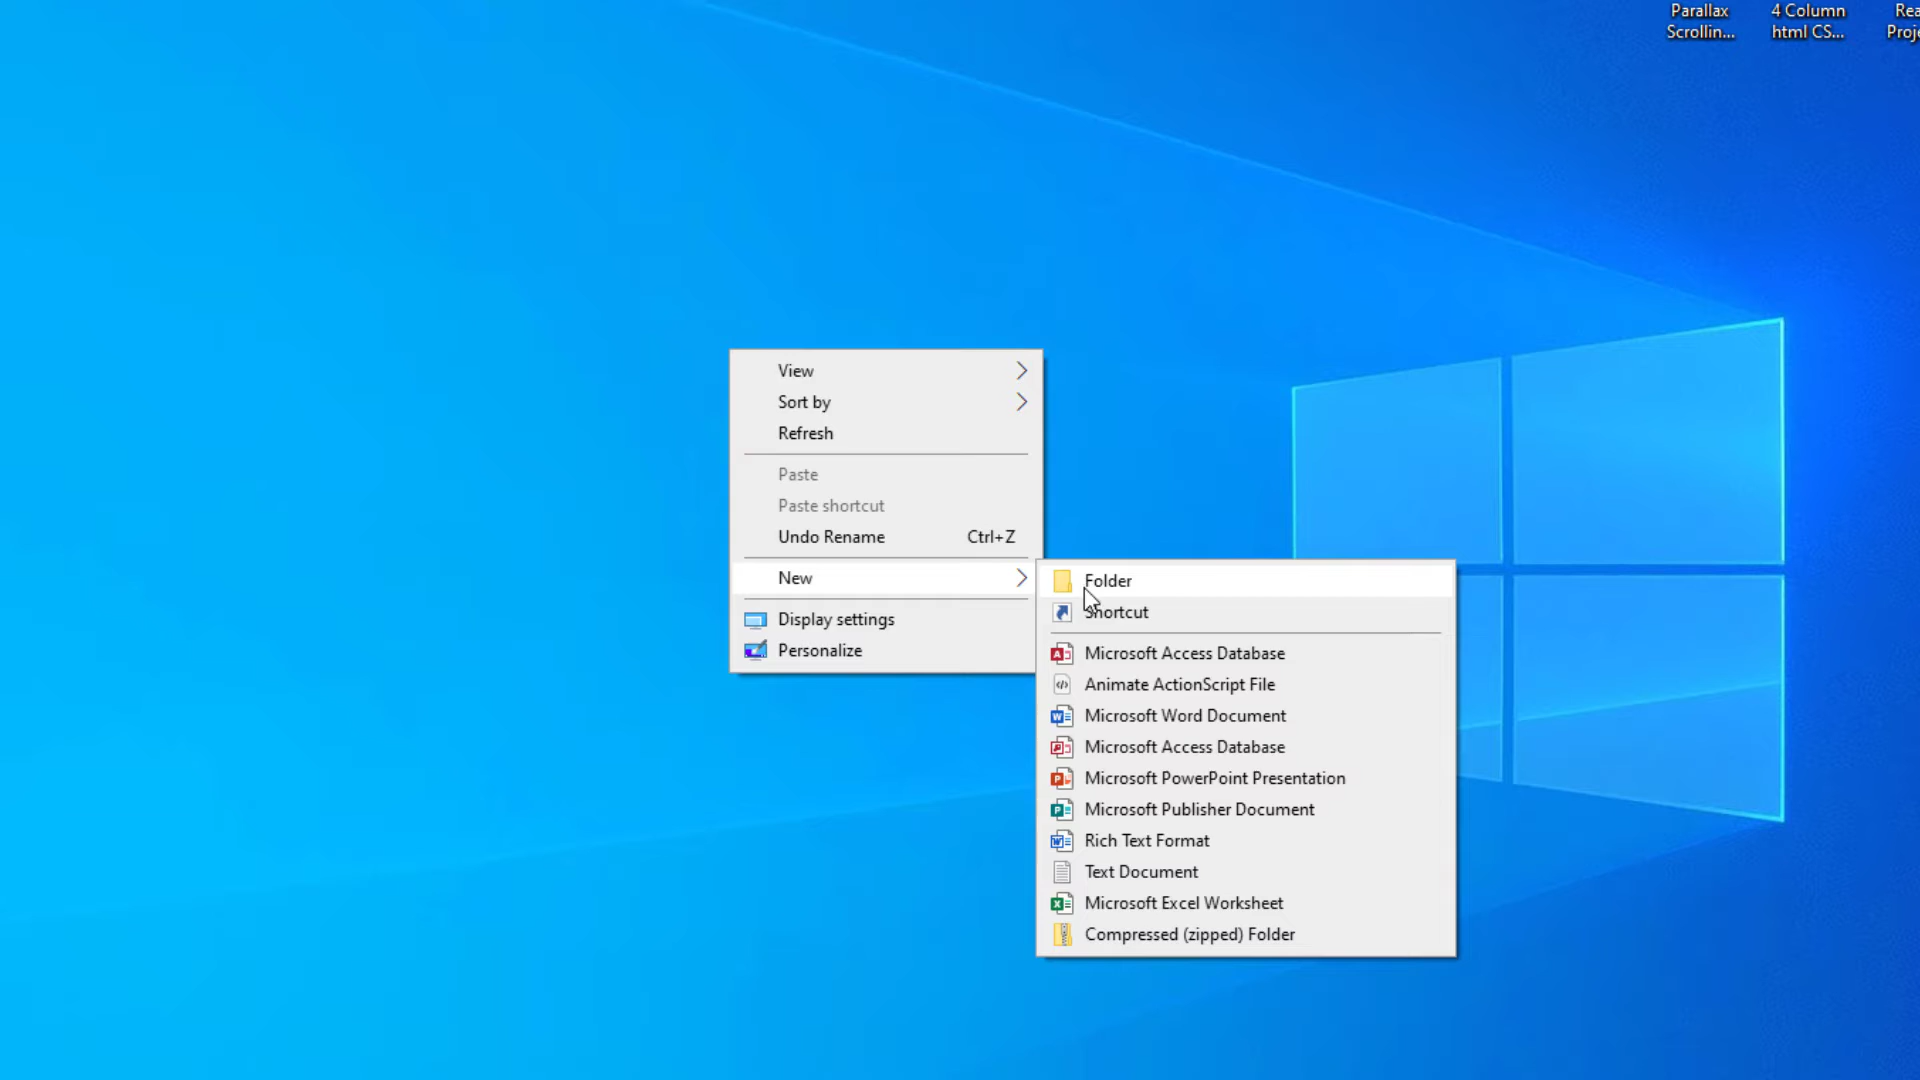 Parallax
Scrollin...
4 Column
html CS...
View
Sort by
Refresh
Paste
Paste shortcut
Undo Rename Ctrl+Z
New
Display settings
Personalize
Folder
Shortcut
Microsoft Access Database
Animate ActionScript File
Microsoft Word Document
Microsoft Access Database
Microsoft PowerPoint Presentation
Microsoft Publisher Document
Rich Text Format
Text Document
Microsoft Excel Worksheet
Compressed (zipped) Folder